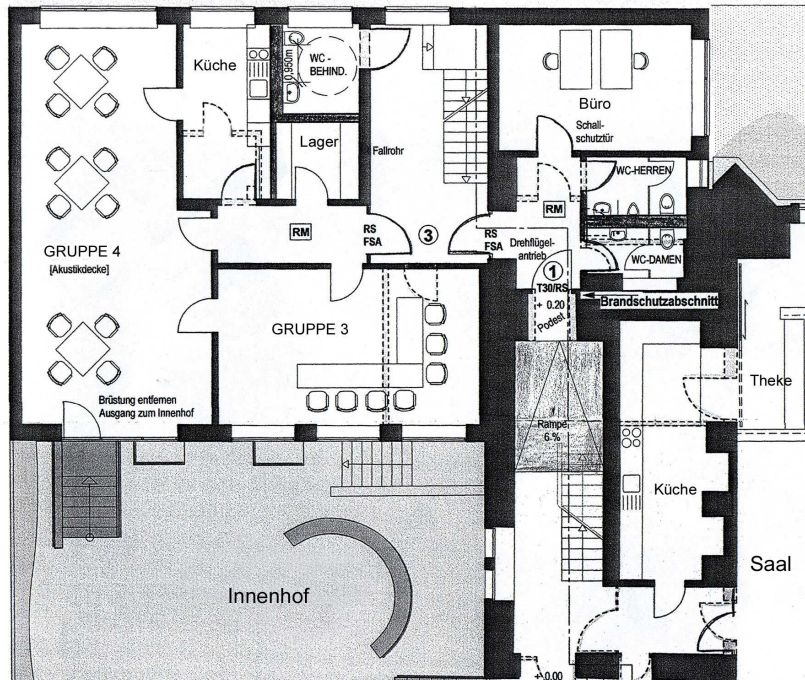 Küche
0,950m
WC -
BEHIND.
Büro
Schall-
schutztür
Lager
Fallrohr
WC-HERREN
RM
RM
GRUPPE 4
[Akustikdecke]
RS
FSA
3
RS
FSA
Drehflügel-
antrieb
WC-DAMEN
1
T30/RS
+ 0.20
Podest
Brandschutzabschnitt
GRUPPE 3
Theke
Brüstung entfernen
Ausgang zum Innenhof
Rampe
6 %
Küche
Saal
Innenhof
+ 0.00